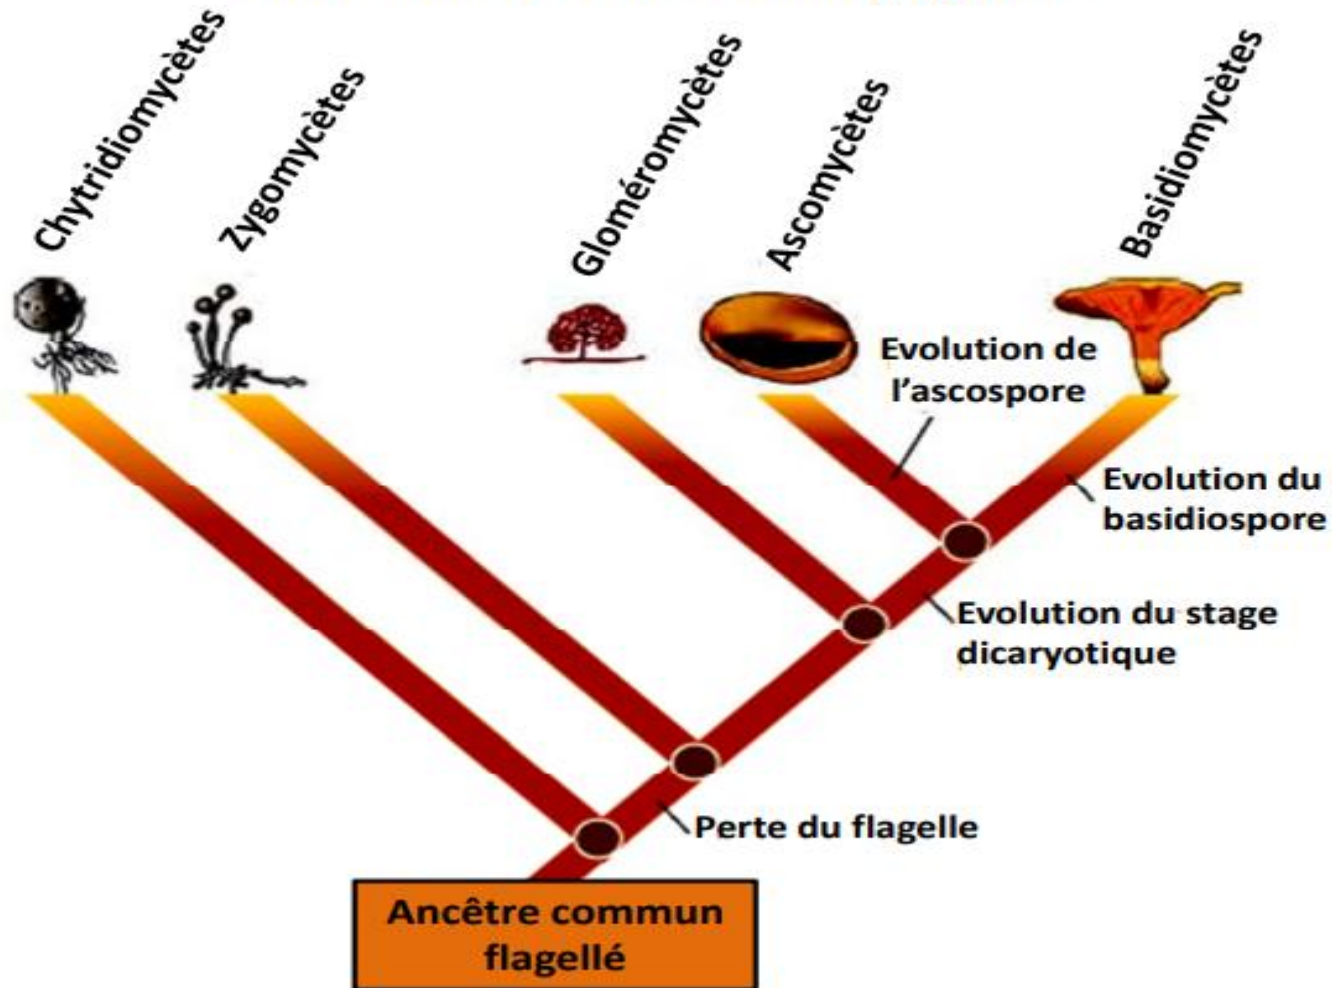 Chytridiomycètes
Zygomycètes
Gloméromycètes
Ascomycètes
Basidiomycètes
Evolution de
l'ascospore
Evolution du
basidiospore
Evolution du stage
dicaryotique
Perte du flagelle
Ancêtre commun
flagellé